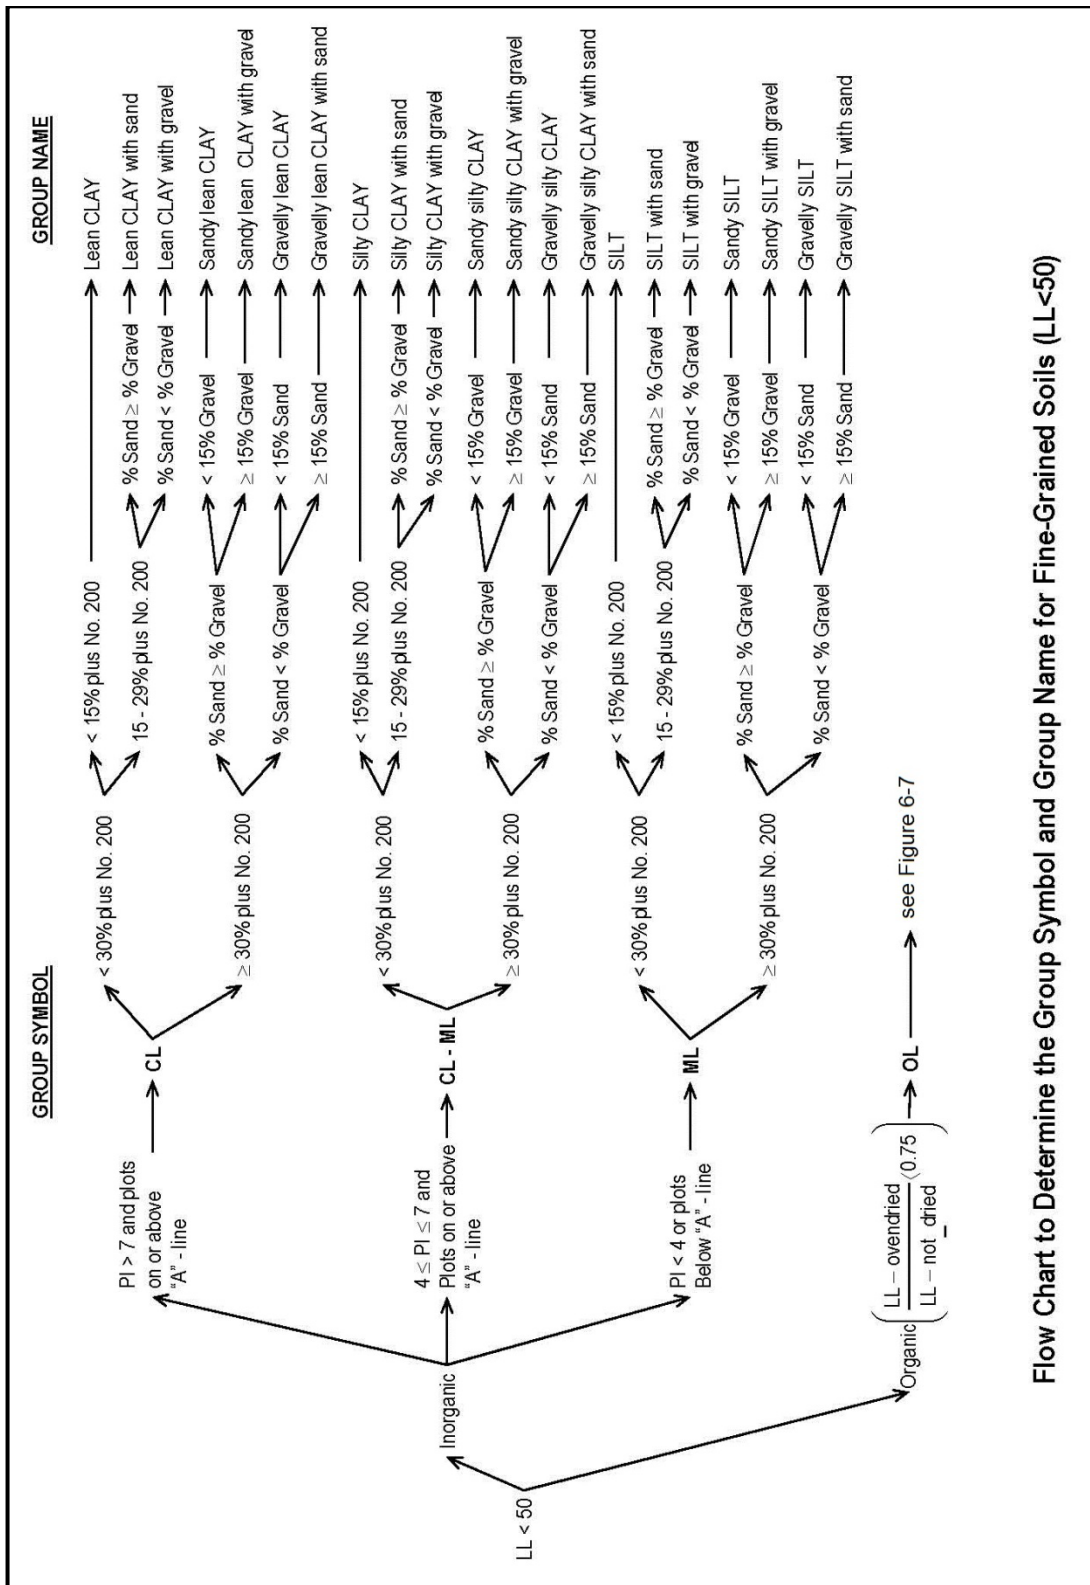 GROUP SYMBOL
GROUP NAME
LL < 50
Inorganic
PI > 7 and plots
on or above
“A” - line
CL
< 30% plus No. 200
< 15% plus No. 200
Lean CLAY
15 - 29% plus No. 200
% Sand ≥ % Gravel
Lean CLAY with sand
% Sand < % Gravel
Lean CLAY with gravel
≥ 30% plus No. 200
% Sand ≥ % Gravel
< 15% Gravel
Sandy lean CLAY
≥ 15% Gravel
Sandy lean CLAY with gravel
% Sand < % Gravel
< 15% Sand
Gravelly lean CLAY
≥ 15% Sand
Gravelly lean CLAY with sand
4 ≤ PI ≤ 7 and
Plots on or above
“A” - line
CL - ML
< 30% plus No. 200
< 15% plus No. 200
Silty CLAY
15 - 29% plus No. 200
% Sand ≥ % Gravel
Silty CLAY with sand
% Sand < % Gravel
Silty CLAY with gravel
≥ 30% plus No. 200
% Sand ≥ % Gravel
< 15% Gravel
Sandy silty CLAY
≥ 15% Gravel
Sandy silty CLAY with gravel
% Sand < % Gravel
< 15% Sand
Gravelly silty CLAY
≥ 15% Sand
Gravelly silty CLAY with sand
PI < 4 or plots
Below “A” - line
ML
< 30% plus No. 200
< 15% plus No. 200
SILT
15 - 29% plus No. 200
% Sand ≥ % Gravel
SILT with sand
% Sand < % Gravel
SILT with gravel
≥ 30% plus No. 200
% Sand ≥ % Gravel
< 15% Gravel
Sandy SILT
≥ 15% Gravel
Sandy SILT with gravel
% Sand < % Gravel
< 15% Sand
Gravelly SILT
≥ 15% Sand
Gravelly SILT with sand
Organic
LL – ovendried
LL – not _ dried
< 0.75
OL
see Figure 6-7
Flow Chart to Determine the Group Symbol and Group Name for Fine-Grained Soils (LL<50)